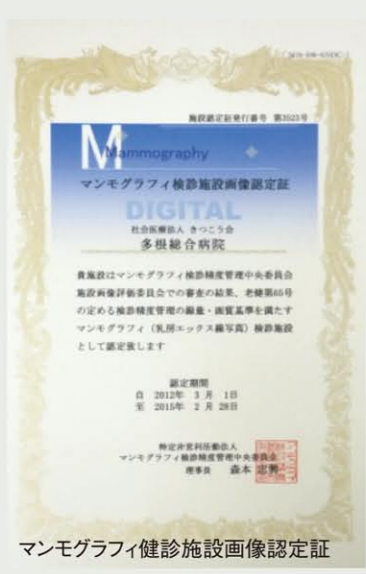 施設認定証発行番号 第3523号
Mammography
マンモグラフィ検診施設画像認定証
DIGITAL
社会医療法人 きつこう会
多根総合病院
貴施設はマンモグラフィ検診精度管理中央委員会
施設画像評価委員会での審査の結果、老健第65号
の定める検診精度管理の線量・画質基準を満たす
マンモグラフィ(乳房エックス線写真)検診施設
として認定致します
認定期間
自 2012年 3月 1日
至 2015年 2月 28日
特定非営利活動法人
マンモグラフィ検診精度管理中央委員会
理事長 森本 忠興
マンモグラフィ健診施設画像認定証